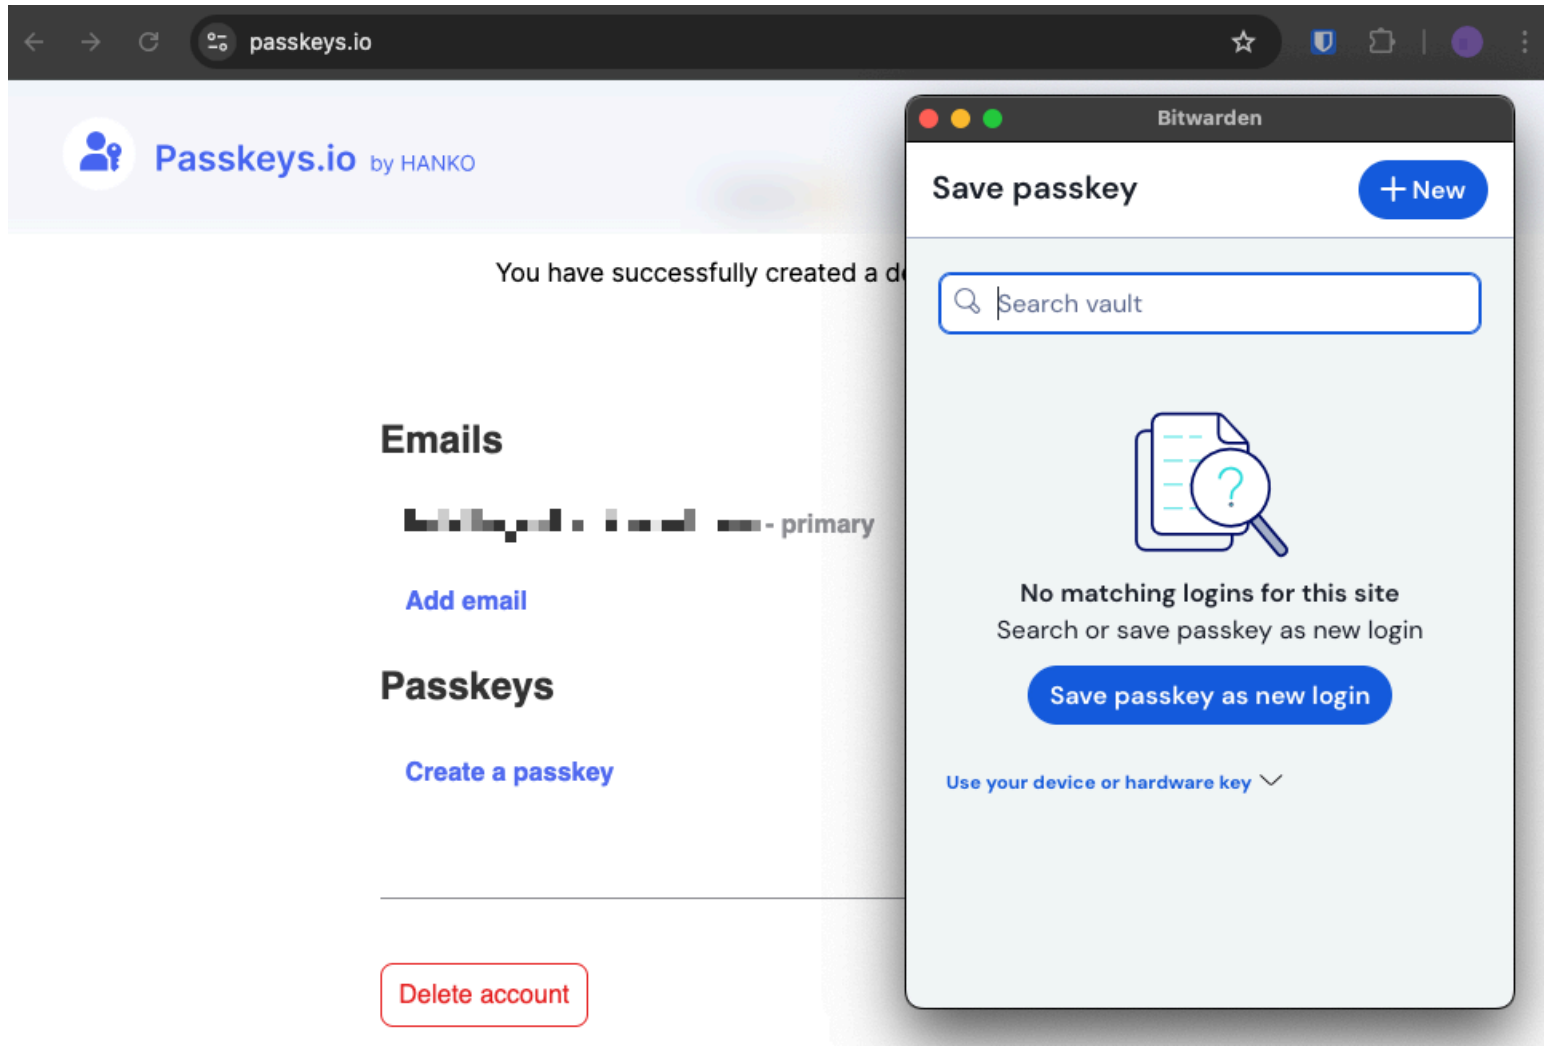 passkeys.io
Passkeys.io by HANKO
You have successfully created a d
Emails
- primary
Add email
Passkeys
Create a passkey
Delete account
Bitwarden
Save passkey
+ New
Search vault
?
No matching logins for this site
Search or save passkey as new login
Save passkey as new login
Use your device or hardware key